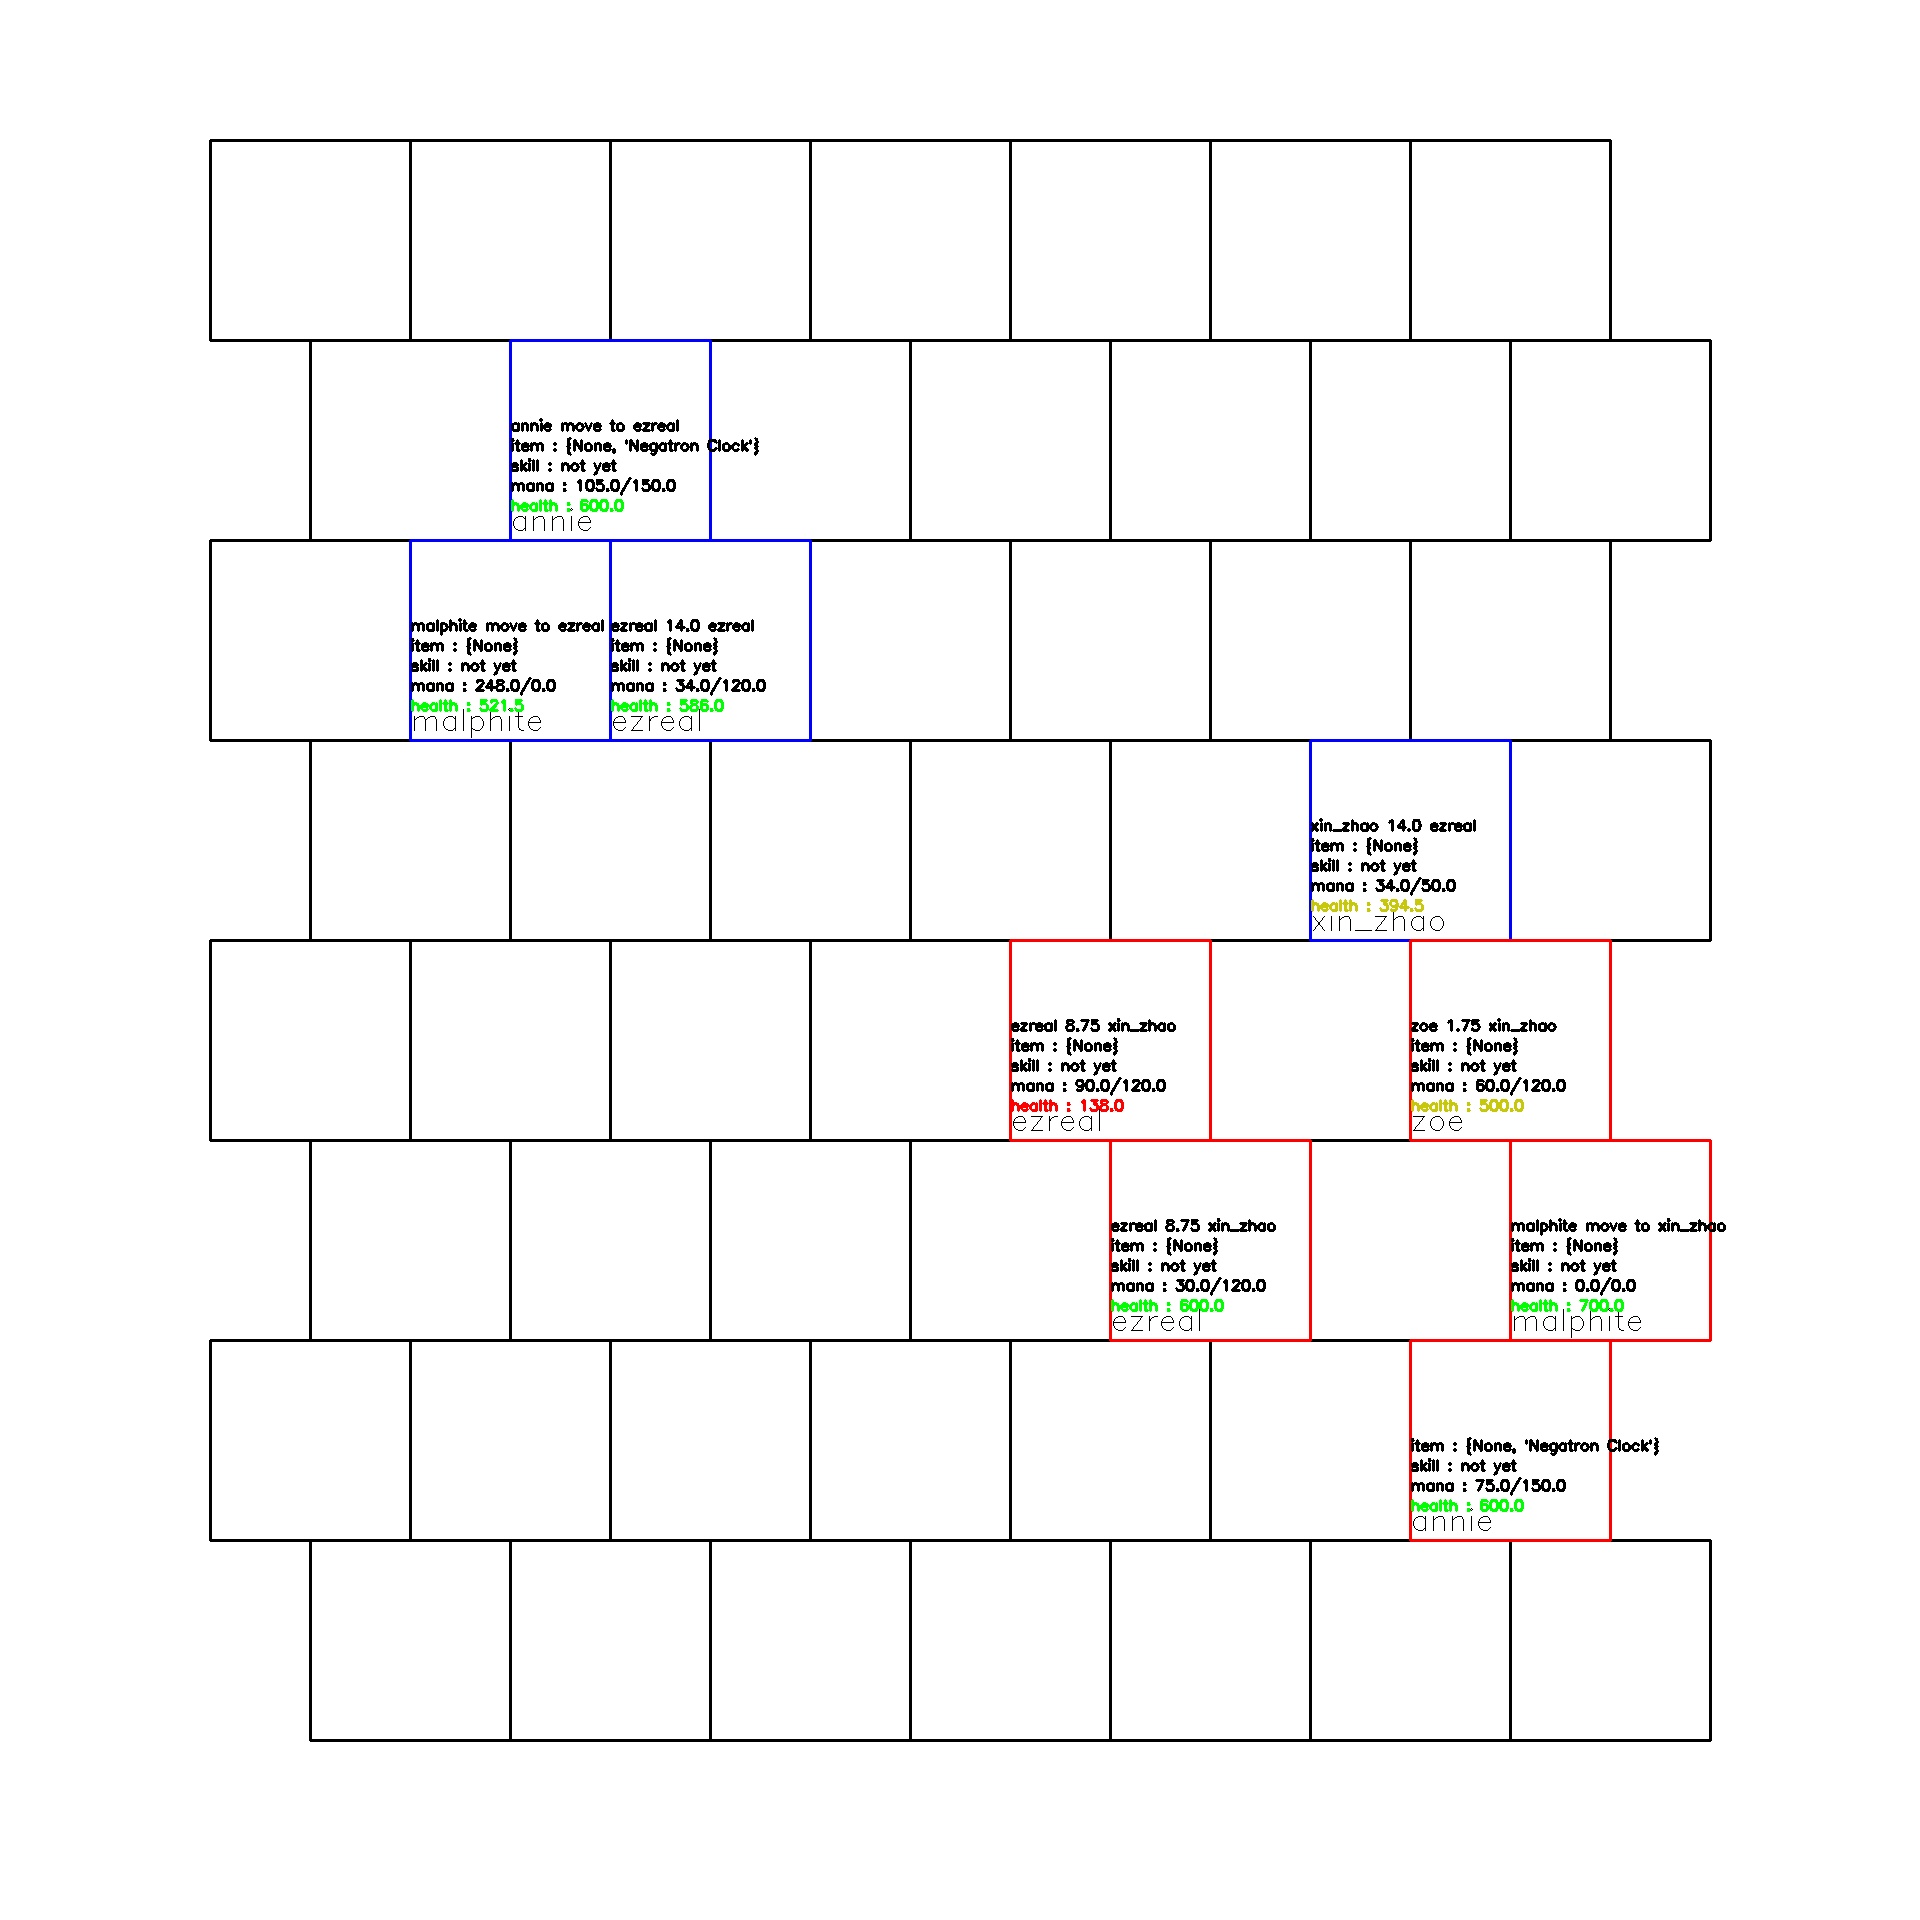 annie move to ezreal
item : {None, 'Negatron Clock'}
skill : not yet
mana : 105.0/150.0
health : 600.0
annie
malphite move to ezreal
item : {None}
skill : not yet
mana : 248.0/0.0
health : 521.5
malphite
ezreal 14.0 ezreal
item : {None}
skill : not yet
mana : 34.0/120.0
health : 586.0
ezreal
xin_zhao 14.0 ezreal
item : {None}
skill : not yet
mana : 34.0/50.0
health : 394.5
xin_zhao
ezreal 8.75 xin_zhao
item : {None}
skill : not yet
mana : 90.0/120.0
health : 138.0
ezreal
zoe 1.75 xin_zhao
item : {None}
skill : not yet
mana : 60.0/120.0
health : 500.0
zoe
ezreal 8.75 xin_zhao
item : {None}
skill : not yet
mana : 30.0/120.0
health : 600.0
ezreal
malphite move to xin_zhao
item : {None}
skill : not yet
mana : 0.0/0.0
health : 700.0
malphite
item : {None, 'Negatron Clock'}
skill : not yet
mana : 75.0/150.0
health : 600.0
annie